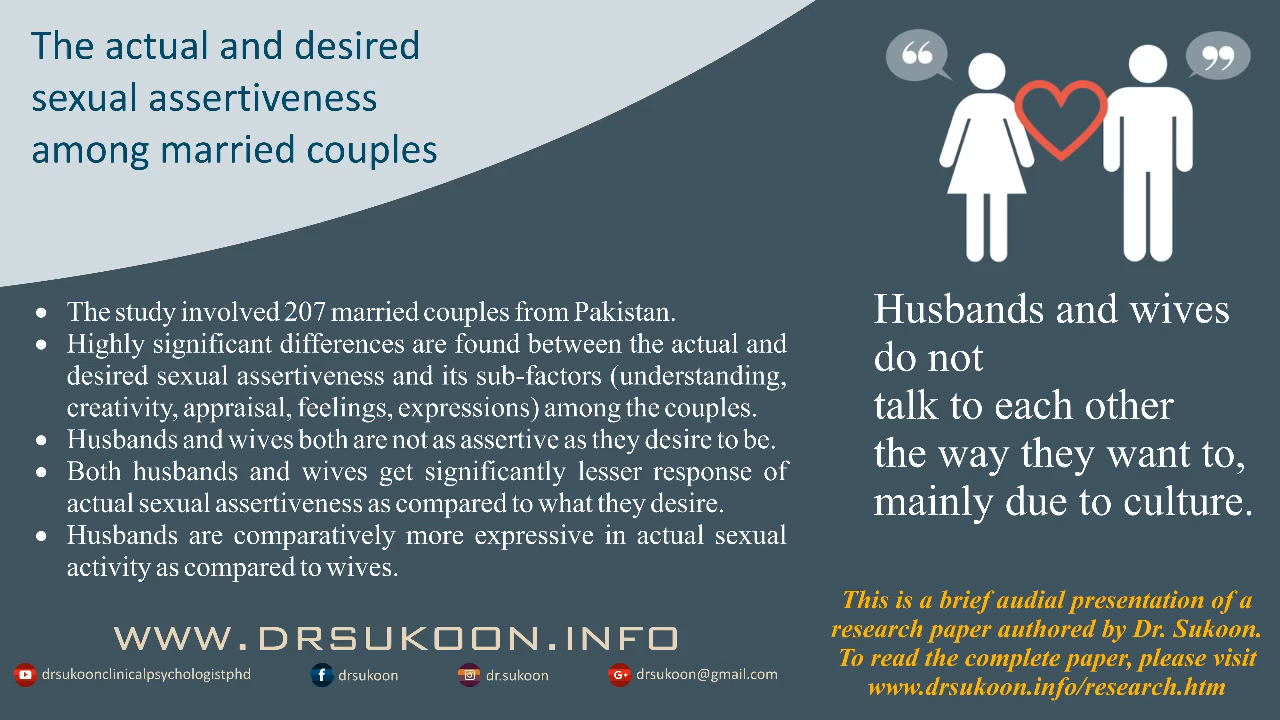 The actual and desired
sexual assertiveness
among married couples
“ ”
• The study involved 207 married couples from Pakistan.
• Highly significant differences are found between the actual and
desired sexual assertiveness and its sub-factors (understanding,
creativity, appraisal, feelings, expressions) among the couples.
• Husbands and wives both are not as assertive as they desire to be.
• Both husbands and wives get significantly lesser response of
actual sexual assertiveness as compared to what they desire.
• Husbands are comparatively more expressive in actual sexual
activity as compared to wives.
Husbands and wives
do not
talk to each other
the way they want to,
mainly due to culture.
WWW.DRSUKOON.INFO
drsukoonclinicalpsychologistphd
f drsukoon
dr.sukoon
G+ drsukoon@gmail.com
This is a brief audial presentation of a
research paper authored by Dr. Sukoon.
To read the complete paper, please visit
www.drsukoon.info/research.htm